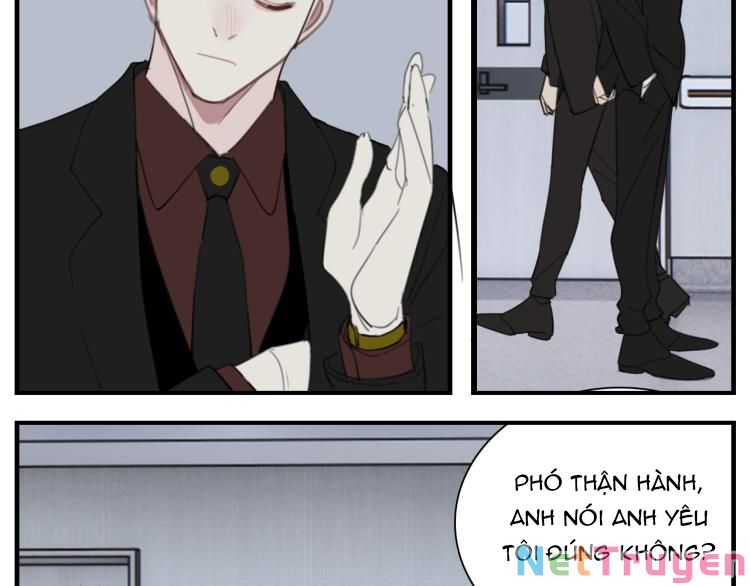 PHÓ THẬN HÀNH,
ANH NÓI ANH YÊU
TÔI ĐÚNG KHÔNG?
NetTruyen